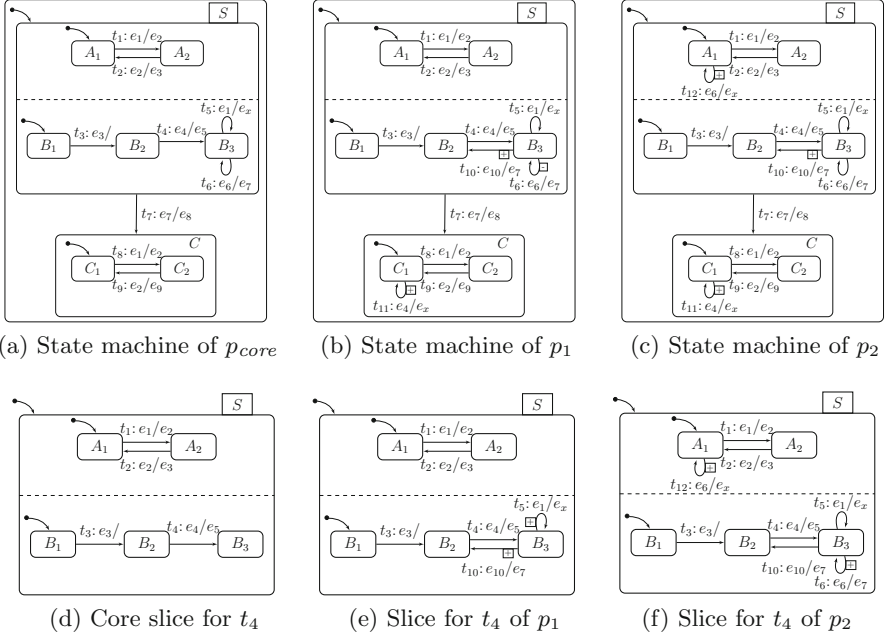 S
t1: e1/e2
A1 A2
t2: e2/e3
t5: e1/ex
t3: e3/ t4: e4/e5
B1 B2 B3
t6: e6/e7
t7: e7/e8
C
t8: e1/e2
C1 C2
t9: e2/e9
(a) State machine of pcore
S
t1: e1/e2
A1 A2
t2: e2/e3
t5: e1/ex
t3: e3/ t4: e4/e5
B1 B2 B3
+ -
t10: e10/e7
t6: e6/e7
t7: e7/e8
C
t8: e1/e2
C1 C2
+ t9: e2/e9
t11: e4/ex
(b) State machine of p1
S
t1: e1/e2
A1 A2
+ t2: e2/e3
t12: e6/ex
t5: e1/ex
t3: e3/ t4: e4/e5
B1 B2 B3
+
t10: e10/e7
t6: e6/e7
t7: e7/e8
C
t8: e1/e2
C1 C2
+ t9: e2/e9
t11: e4/ex
(c) State machine of p2
S
t1: e1/e2
A1 A2
t2: e2/e3
t3: e3/ t4: e4/e5
B1 B2 B3
(d) Core slice for t4
S
t1: e1/e2
A1 A2
t2: e2/e3
t5: e1/ex
+
t3: e3/ t4: e4/e5
B1 B2 B3
+
t10: e10/e7
(e) Slice for t4 of p1
S
t1: e1/e2
A1 A2
+ t2: e2/e3
t12: e6/ex
t5: e1/ex
t3: e3/ t4: e4/e5
B1 B2 B3
t10: e10/e7 +
t6: e6/e7
(f) Slice for t4 of p2